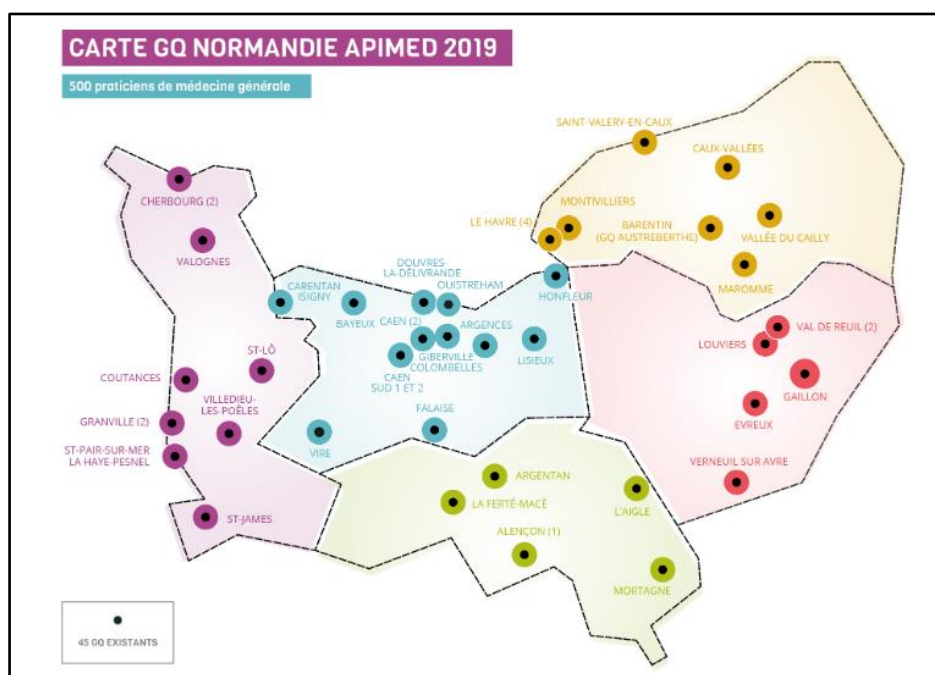 CARTE GQ NORMANDIE APIMED 2019
500 praticiens de médecine générale
SAINT-VALERY-EN-CAUX
CAUX-VALLÉES
CHERBOURG (2)
MONTIVILLIERS
LE HAVRE (4)
BARENTIN
(GQ AUSTREBERTHE)
VALLÉE DU CAILLY
VALOGNES
MAROMME
DOUVRES-
LA-DÉLIVRANDE
OUISTREHAM
HONFLEUR
CARENTAN
ISIGNY
BAYEUX
CAEN (2)
ARGENCES
GIBERVILLE
COLOMBELLES
LISIEUX
CAEN
SUD 1 ET 2
VAL DE REUIL (2)
LOUVIERS
GAILLON
EVREUX
ST-LÔ
COUTANCES
VILLEDIEU-
LES-POÊLES
GRANVILLE (2)
FALAISE
VIRE
ST-PAIR-SUR-MER
LA HAYE-PESNEL
VERNEUIL SUR AVRE
ARGENTAN
LA FERTÉ-MACÈ
L'AIGLE
ST-JAMES
ALENÇON (1)
MORTAGNE
45 GQ EXISTANTS